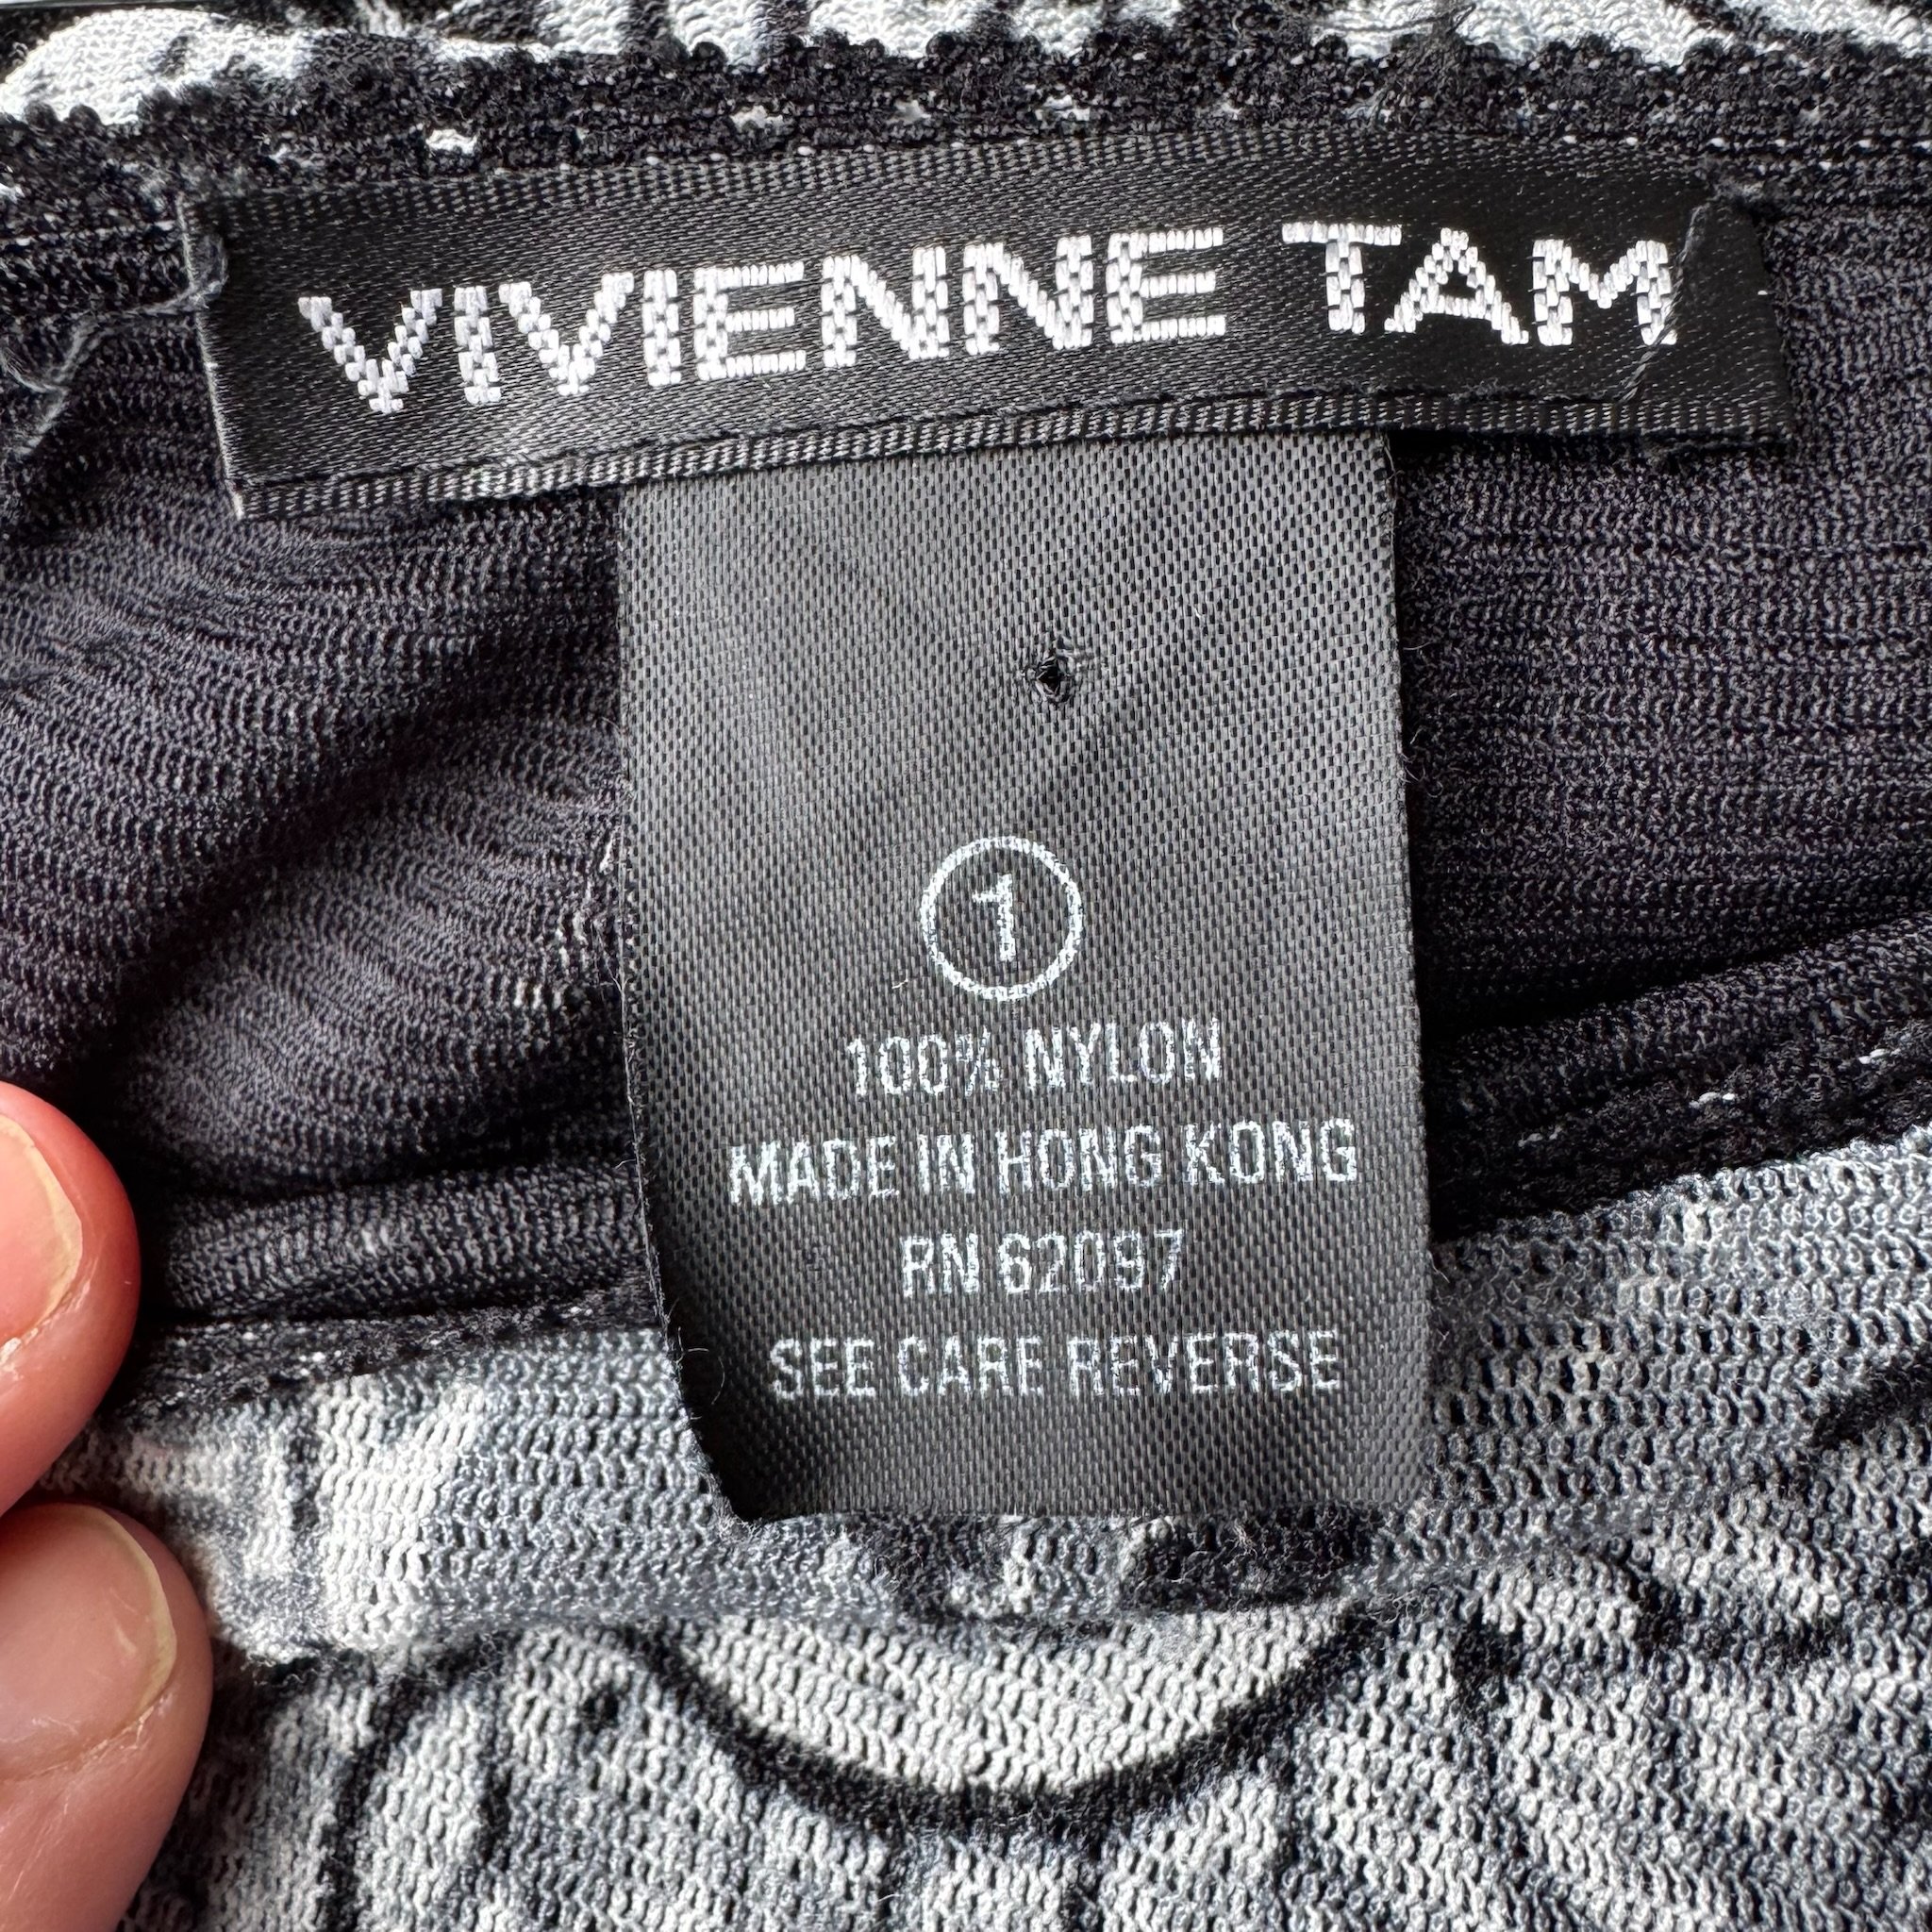 VIVIENNE TAM
1
100% NYLON
MADE IN HONG KONG
RN 62097
SEE CARE REVERSE